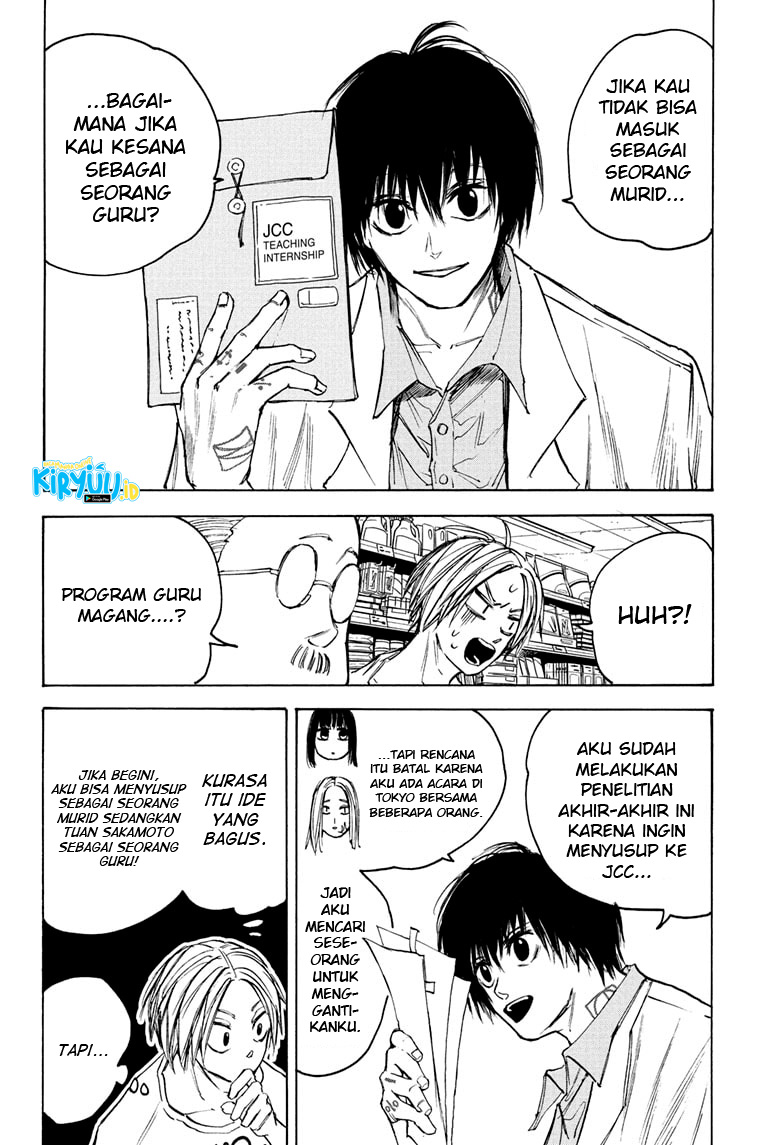 JIKA KAU
TIDAK BISA
MASUK
SEBAGAI
SEORANG
MURID...
...BAGAI-
MANA JIKA
KAU KESANA
SEBAGAI
SEORANG
GURU?
JCC
TEACHING
INTERNSHIP
KIRYUU.ID
HUH?!
PROGRAM GURU
MAGANG....?
AKU SUDAH
MELAKUKAN
PENELITIAN
AKHIR-AKHIR INI
KARENA INGIN
MENYUSUP KE
JCC...
...TAPI RENCANA
ITU BATAL KARENA
AKU ADA ACARA DI
TOKYO BERSAMA
BEBERAPA ORANG.
JADI
AKU
MENCARI
SESE-
ORANG
UNTUK
MENG-
GANTI-
KANKU.
KURASA
ITU IDE
YANG
BAGUS.
JIKA BEGINI,
AKU BISA MENYUSUP
SEBAGAI SEORANG
MURID SEDANGKAN
TUAN SAKAMOTO
SEBAGAI SEORANG
GURU!
TAPI...